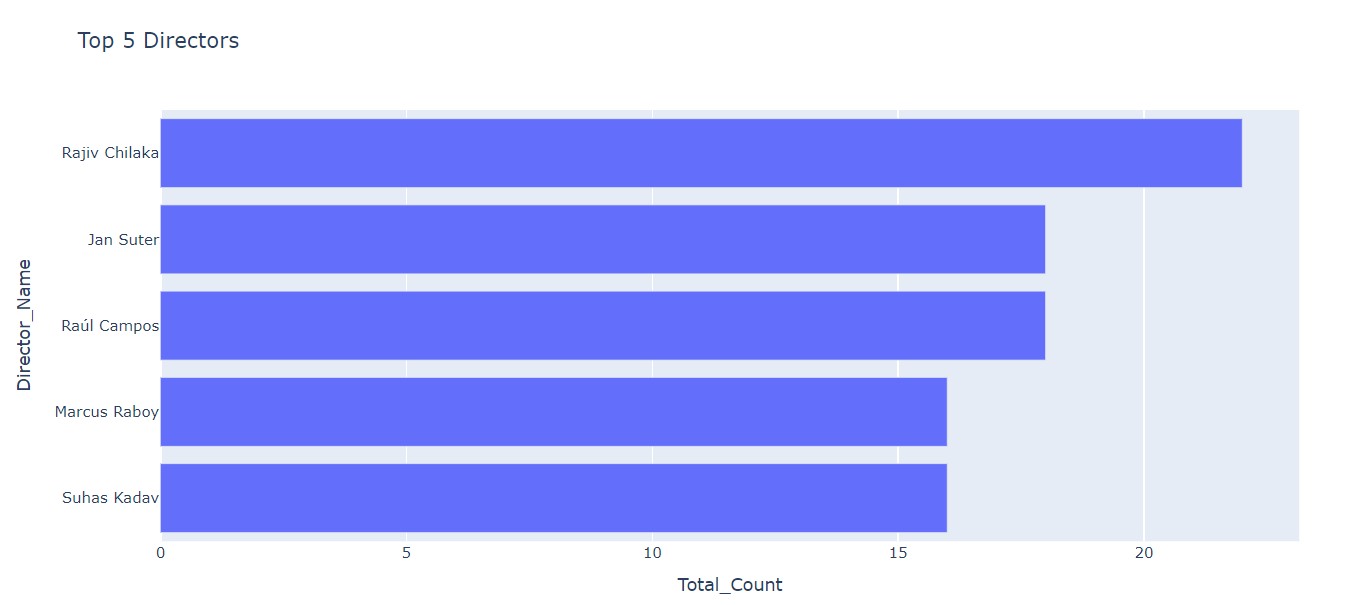 Top 5 Directors
Director_Name
Rajiv Chilaka
Jan Suter
Raúl Campos
Marcus Raboy
Suhas Kadav
0 5 10 15 20
Total_Count